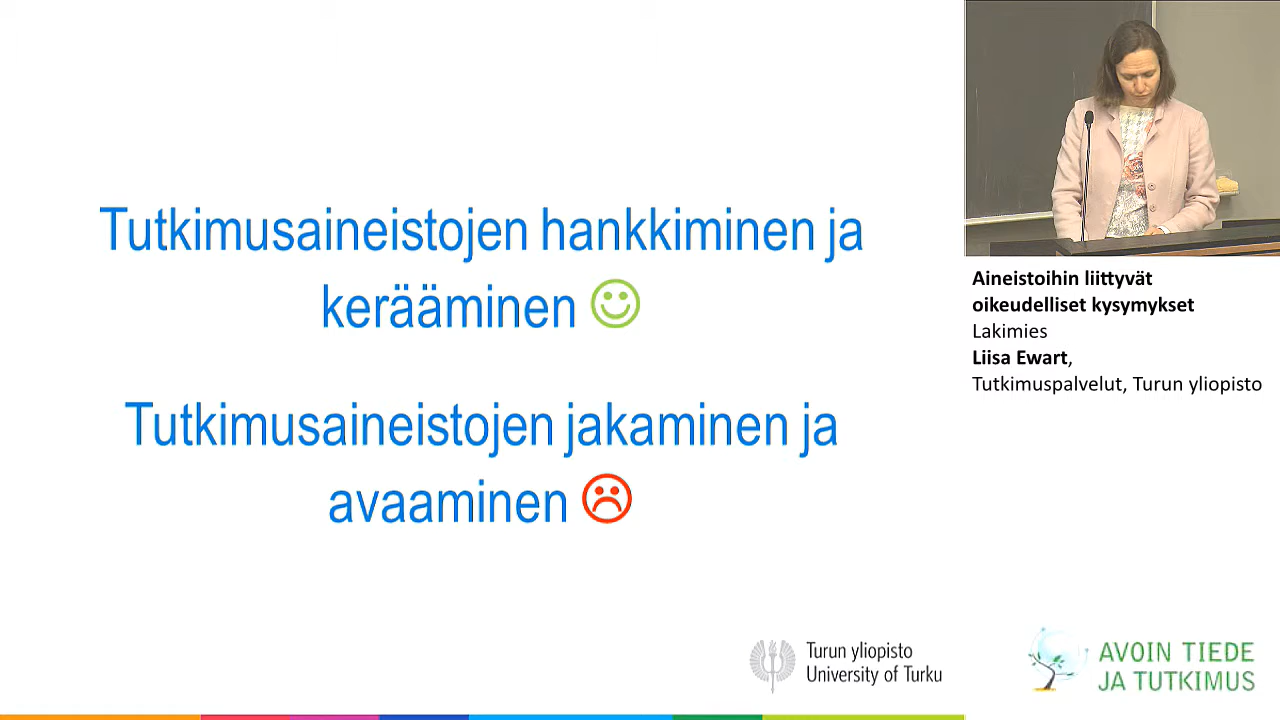 Tutkimusaineistojen hankkiminen ja
kerääminen
Tutkimusaineistojen jakaminen ja
avaaminen
Turun yliopisto
University of Turku
Aineistoihin liittyvät
oikeudelliset kysymykset
Lakimies
Liisa Ewart,
Tutkimuspalvelut, Turun yliopisto
AVOIN TIEDE
JA TUTKIMUS